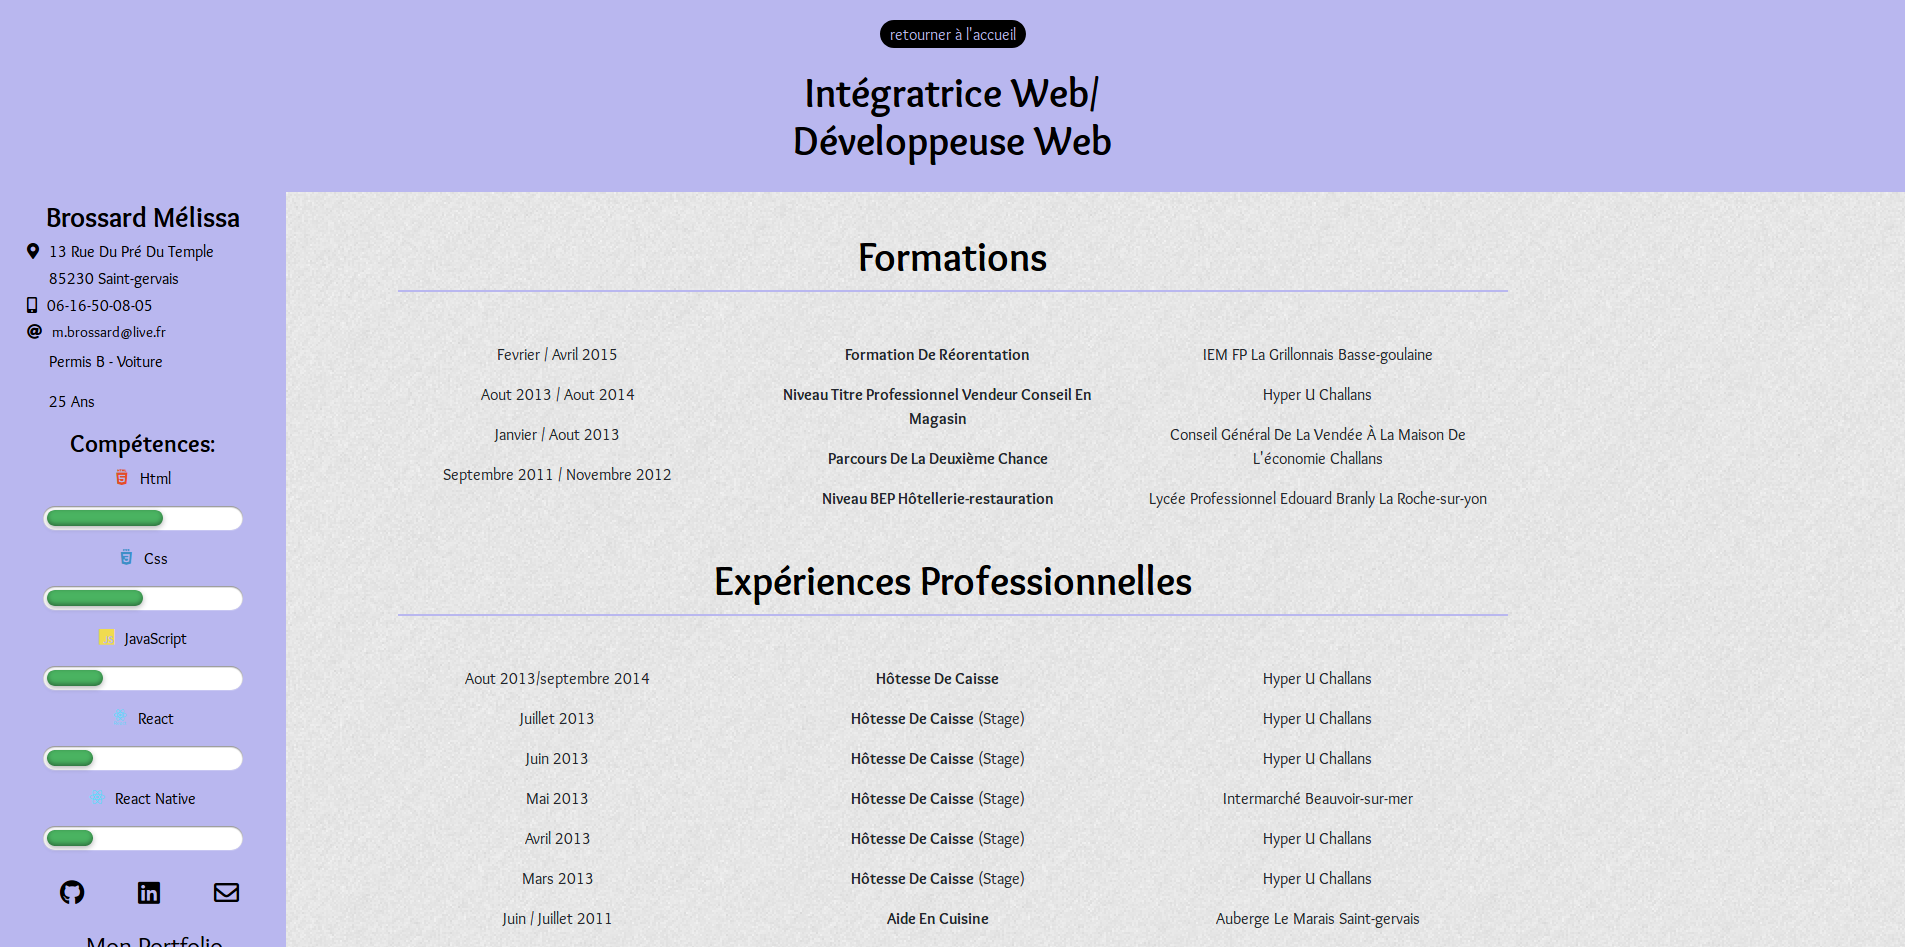 retourner à l'accueil
Intégratrice Web/
Développeuse Web
Brossard Mélissa
13 Rue Du Pré Du Temple
85230 Saint-gervais
06-16-50-08-05
m.brossard@live.fr
Permis B - Voiture
25 Ans
Compétences:
Html
Css
JavaScript
React
React Native
Mon Portfolio
Formations
Fevrier / Avril 2015
Aout 2013 / Aout 2014
Janvier / Aout 2013
Septembre 2011 / Novembre 2012
Formation De Réorentation
Niveau Titre Professionnel Vendeur Conseil En
Magasin
Parcours De La Deuxième Chance
Niveau BEP Hôtellerie-restauration
IEM FP La Grillonnais Basse-goulaine
Hyper U Challans
Conseil Général De La Vendée À La Maison De
L'économie Challans
Lycée Professionnel Edouard Branly La Roche-sur-yon
Expériences Professionnelles
Aout 2013/septembre 2014 Hôtesse De Caisse Hyper U Challans
Juillet 2013 Hôtesse De Caisse (Stage) Hyper U Challans
Juin 2013 Hôtesse De Caisse (Stage) Hyper U Challans
Mai 2013 Hôtesse De Caisse (Stage) Intermarché Beauvoir-sur-mer
Avril 2013 Hôtesse De Caisse (Stage) Hyper U Challans
Mars 2013 Hôtesse De Caisse (Stage) Hyper U Challans
Juin / Juillet 2011 Aide En Cuisine Auberge Le Marais Saint-gervais